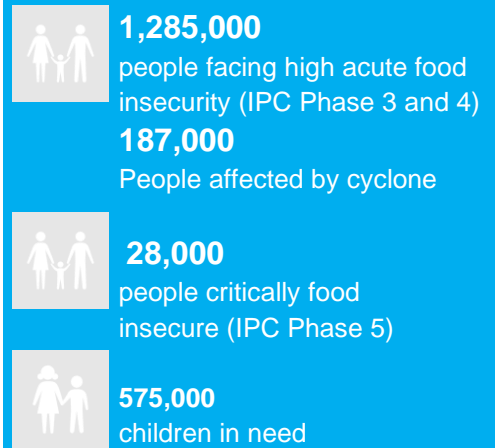 1,285,000
people facing high acute food
insecurity (IPC Phase 3 and 4)
187,000
People affected by cyclone
28,000
people critically food
insecure (IPC Phase 5)
575,000
children in need